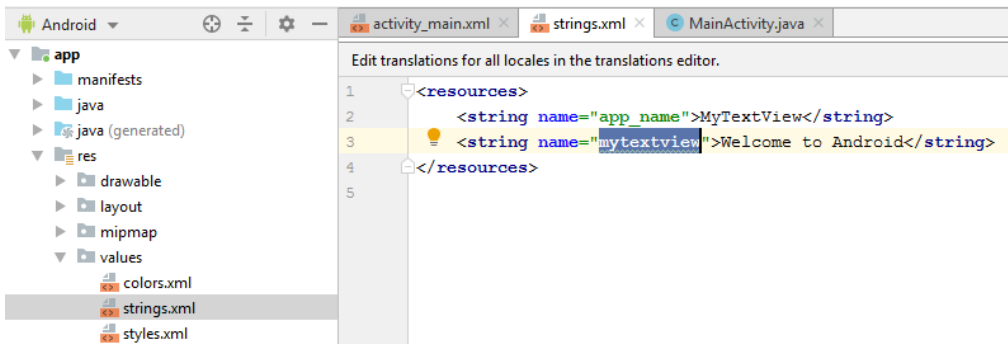 Android
app
manifests
java
java (generated)
res
drawable
layout
mipmap
values
colors.xml
strings.xml
styles.xml
activity_main.xml strings.xml MainActivity.java
Edit translations for all locales in the translations editor.
1 <resources>
2 <string name="app_name">MyTextView</string>
3 <string name="mytextview">Welcome to Android</string>
4 </resources>
5